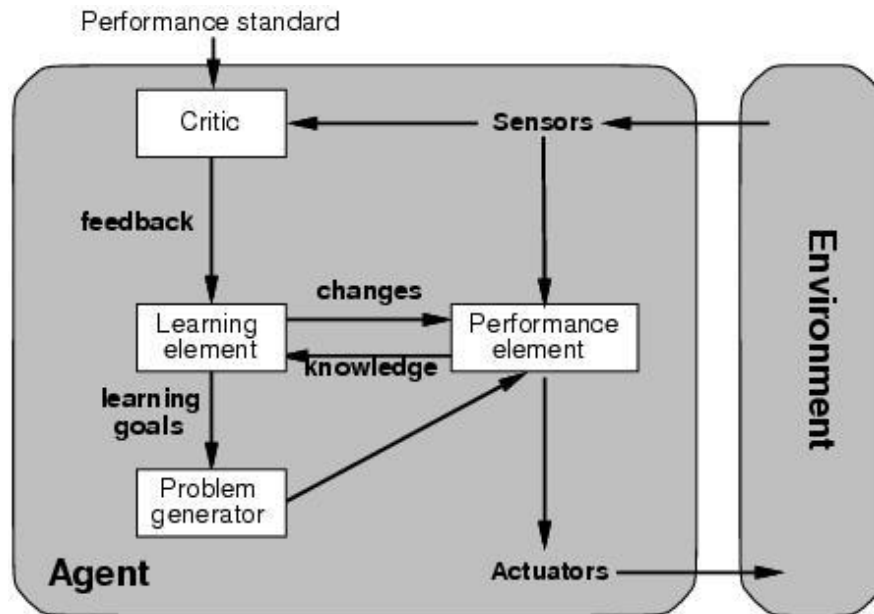 Performance standard
Critic
Sensors
feedback
changes
Learning
element
Performance
element
knowledge
learning
goals
Problem
generator
Agent
Actuators
Environment